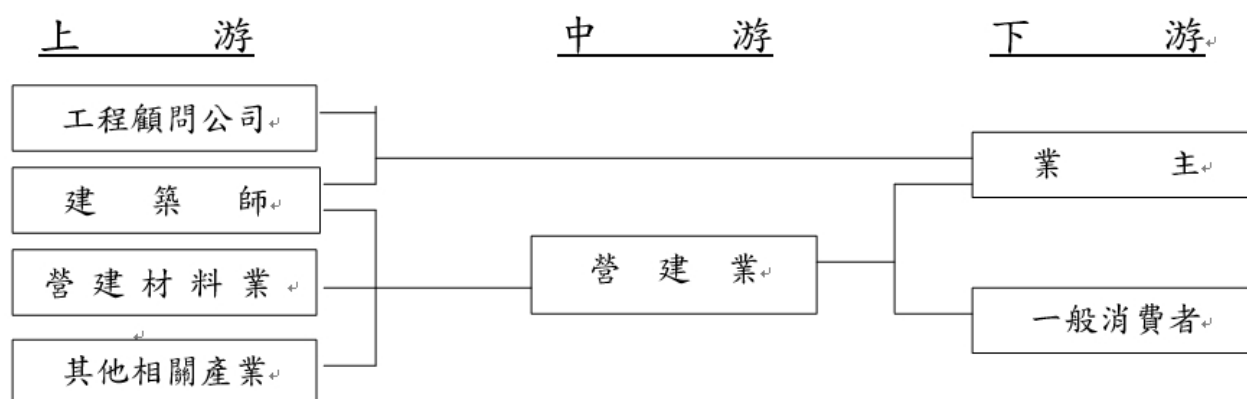 上游 中游 下游
工程顧問公司
業主
建築師
營建業
營建材料業
一般消費者
其他相關產業